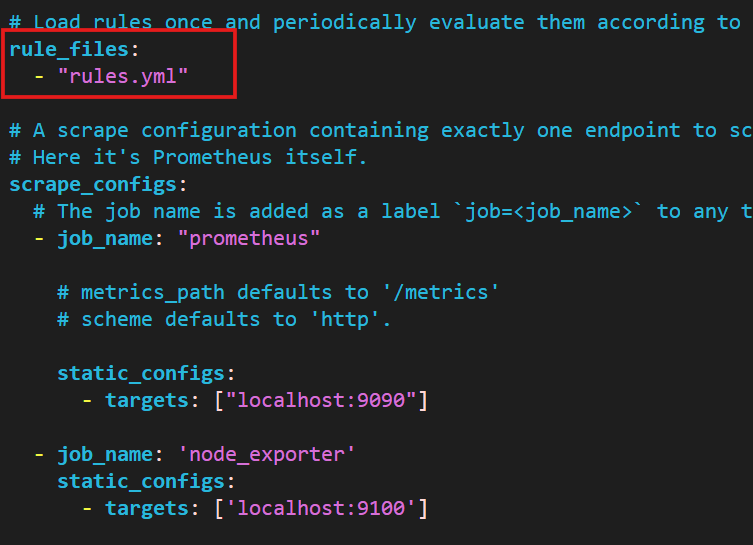 # Load rules once and periodically evaluate them according to
rule_files:
- "rules.yml"
# A scrape configuration containing exactly one endpoint to
# Here it's Prometheus itself.
scrape_configs:
# The job name is added as a label `job=<job_name>` to any
- job_name: "prometheus"
# metrics_path defaults to '/metrics'
# scheme defaults to 'http'.
static_configs:
- targets: ["localhost:9090"]
- job_name: 'node_exporter'
static_configs:
- targets: ['localhost:9100']